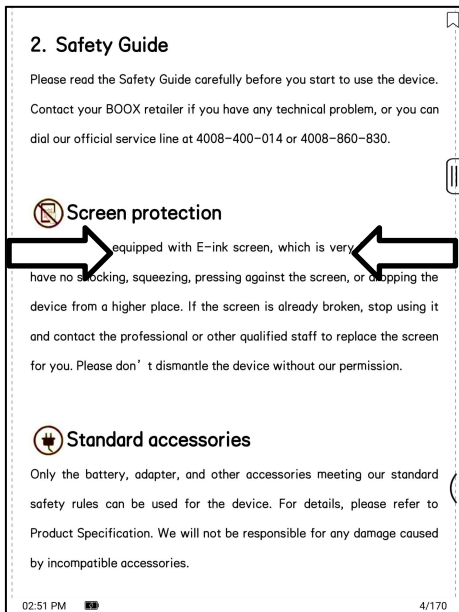 2. Safety Guide
Please read the Safety Guide carefully before you start to use the device.
Contact your BOOX retailer if you have any technical problem, or you can
dial our official service line at 4008-400-014 or 4008-860-830.
Screen protection
equipped with E-ink screen, which is very
have no shocking, squeezing, pressing against the screen, or dropping the
device from a higher place. If the screen is already broken, stop using it
and contact the professional or other qualified staff to replace the screen
for you. Please don’t dismantle the device without our permission.
Standard accessories
Only the battery, adapter, and other accessories meeting our standard
safety rules can be used for the device. For details, please refer to
Product Specification. We will not be responsible for any damage caused
by incompatible accessories.
02:51 PM 4/170